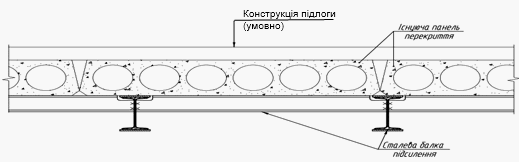 Конструкція підлоги
(умовно)
Існуюча панель
перекриття
Сталева балка
підсилення